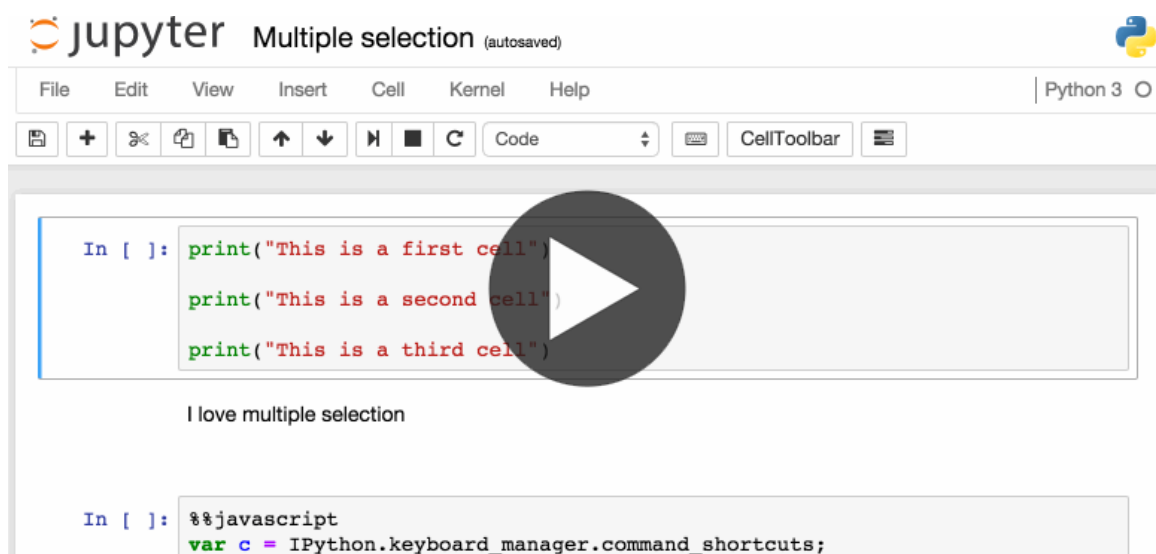 jupyter Multiple selection (autosaved)
File Edit View Insert Cell Kernel Help Python 3
Code CellToolbar
In [ ]: print("This is a first cell")
print("This is a second cell")
print("This is a third cell")
I love multiple selection
In [ ]: %%javascript
var c = IPython.keyboard_manager.command_shortcuts;